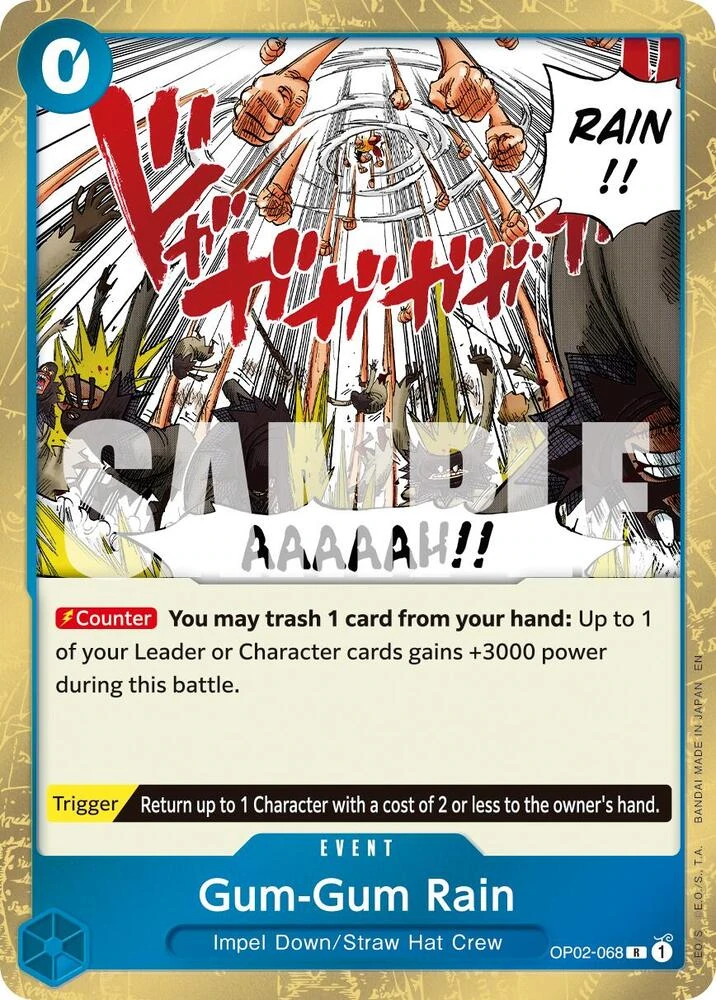 0
RAIN
!!
ドガガガガガッ
SAMPLE
AAAAAH!!
Counter You may trash 1 card from your hand: Up to 1
of your Leader or Character cards gains +3000 power
during this battle.
Trigger Return up to 1 Character with a cost of 2 or less to the owner's hand.
EVENT
Gum-Gum Rain
Impel Down/Straw Hat Crew
OP02-068 R 1
BANDAI MADE IN JAPAN EN